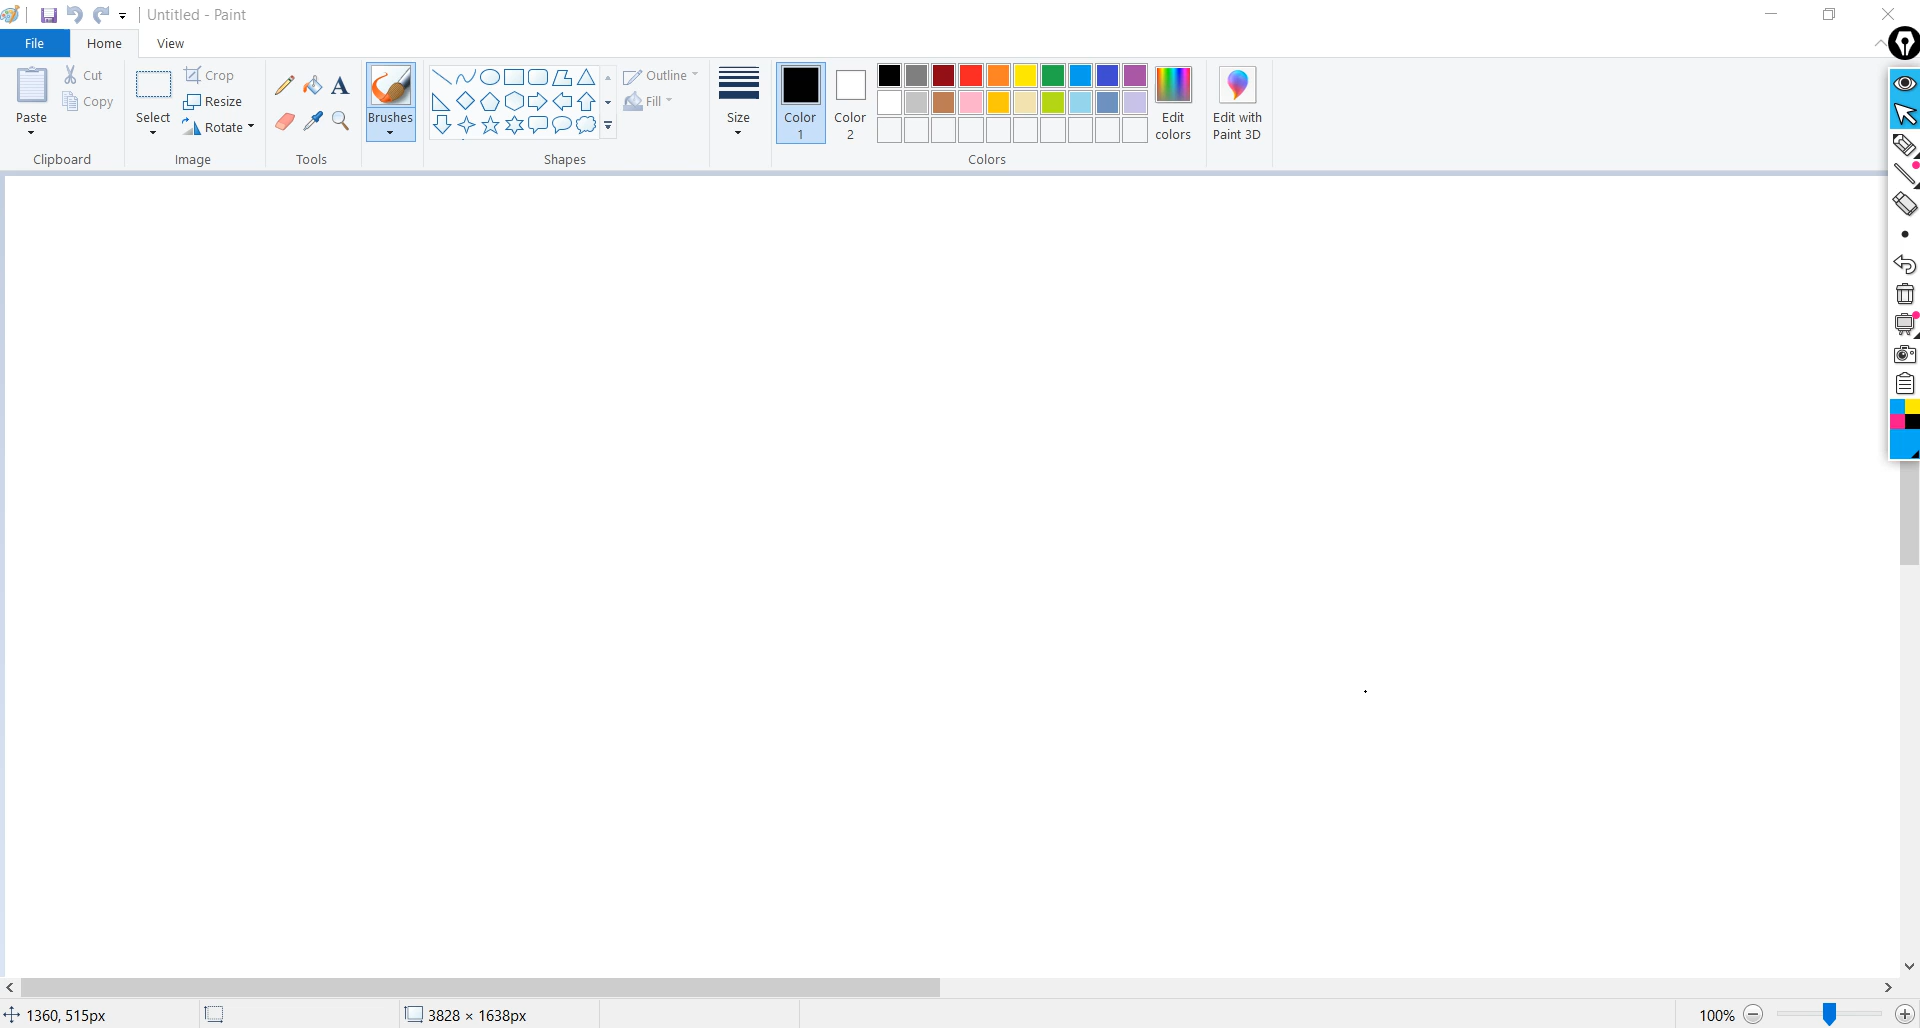 Untitled - Paint
File Home View
Paste
Cut
Copy
Clipboard
Select
Crop
Resize
Rotate
Image
A
Tools
Brushes
Shapes
Outline
Fill
Size
Color 1
Color 2
Edit colors
Colors
Edit with Paint 3D
1360, 515px
3828 × 1638px
100%